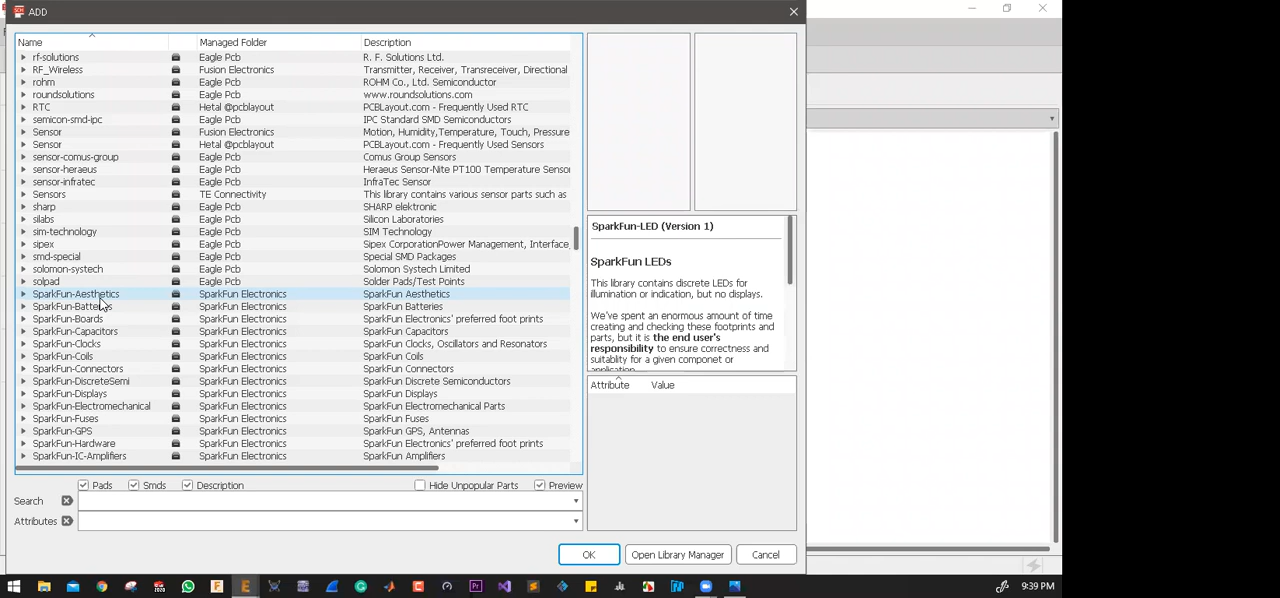 ADD
Name Managed Folder Description
rf-solutions Eagle Pcb R. F. Solutions Ltd.
RF_Wireless Fusion Electronics Transmitter, Receiver, Transreceiver, Directional
rohm Eagle Pcb ROHM Co., Ltd. Semiconductor
roundsolutions Eagle Pcb www.roundsolutions.com
RTC Hetal @pcblayout PCBLayout.com - Frequently Used RTC
semicon-smd-ipc Eagle Pcb IPC Standard SMD Semiconductors
Sensor Fusion Electronics Motion, Humidity,Temperature, Touch, Pressure
Sensor Hetal @pcblayout PCBLayout.com - Frequently Used Sensors
sensor-comus-group Eagle Pcb Comus Group Sensors
sensor-heraeus Eagle Pcb Heraeus Sensor-Nite PT100 Temperature Sensor
sensor-infratec Eagle Pcb InfraTec Sensor
Sensors TE Connectivity This library contains various sensor parts such as
sharp Eagle Pcb SHARP elektronic
silabs Eagle Pcb Silicon Laboratories
sim-technology Eagle Pcb SIM Technology
sipex Eagle Pcb Sipex CorporationPower Management, Interface,
smd-special Eagle Pcb Special SMD Packages
solomon-systech Eagle Pcb Solomon Systech Limited
solpad Eagle Pcb Solder Pads/Test Points
SparkFun-Aesthetics SparkFun Electronics SparkFun Aesthetics
SparkFun-Batteries SparkFun Electronics SparkFun Batteries
SparkFun-Boards SparkFun Electronics SparkFun Electronics' preferred foot prints
SparkFun-Capacitors SparkFun Electronics SparkFun Capacitors
SparkFun-Clocks SparkFun Electronics SparkFun Clocks, Oscillators and Resonators
SparkFun-Coils SparkFun Electronics SparkFun Coils
SparkFun-Connectors SparkFun Electronics SparkFun Connectors
SparkFun-DiscreteSemi SparkFun Electronics SparkFun Discrete Semiconductors
SparkFun-Displays SparkFun Electronics SparkFun Displays
SparkFun-Electromechanical SparkFun Electronics SparkFun Electromechanical Parts
SparkFun-Fuses SparkFun Electronics SparkFun Fuses
SparkFun-GPS SparkFun Electronics SparkFun GPS, Antennas
SparkFun-Hardware SparkFun Electronics SparkFun Electronics' preferred foot prints
SparkFun-IC-Amplifiers SparkFun Electronics SparkFun Amplifiers
Pads Smds Description Hide Unpopular Parts Preview
Search
Attributes
SparkFun-LED (Version 1)
SparkFun LEDs
This library contains discrete LEDs for
illumination or indication, but no displays.
We've spent an enormous amount of time
creating and checking these footprints and
parts, but it is the end user's
responsibility to ensure correctness and
suitablity for a given componet or
application.
Attribute Value
OK Open Library Manager Cancel
9:39 PM